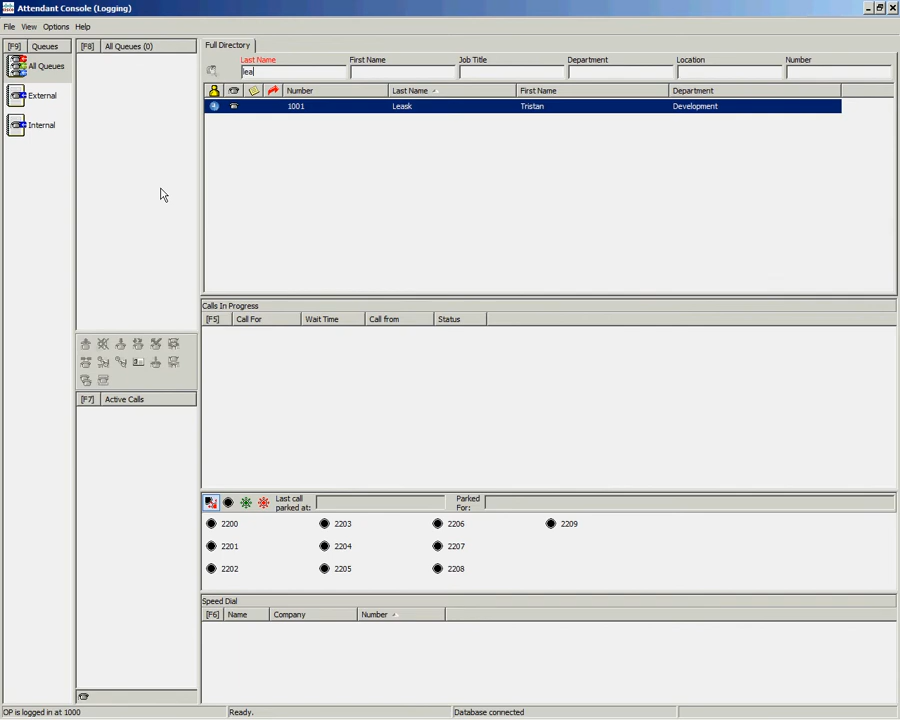 Attendant Console (Logging)
File View Options Help
[F9] Queues
All Queues
External
Internal
[F8] All Queues (0)
[F7] Active Calls
Full Directory
Last Name First Name Job Title Department Location Number
lea
Number Last Name First Name Department
1001 Leask Tristan Development
Calls In Progress
[F5] Call For Wait Time Call from Status
Last call parked at: Parked For:
2200 2203 2206 2209
2201 2204 2207
2202 2205 2208
Speed Dial
[F6] Name Company Number
OP is logged in at 1000 Ready. Database connected